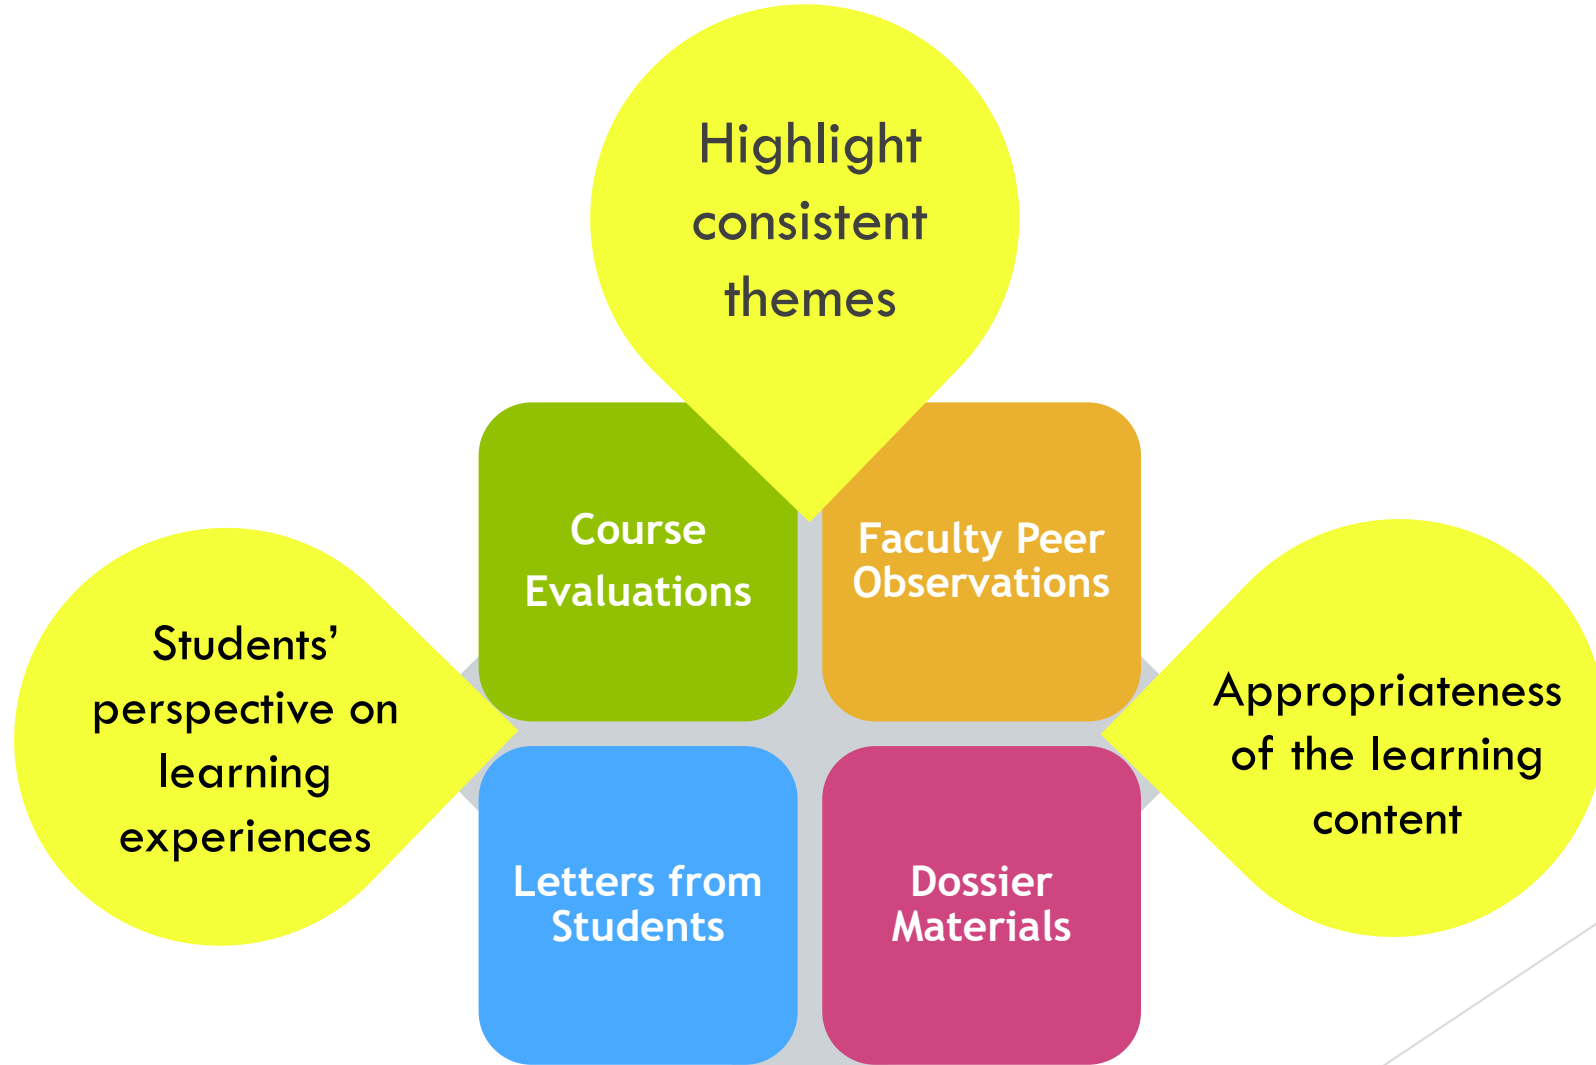 Highlight
consistent
themes
Course
Evaluations
Faculty Peer
Observations
Students’
perspective on
learning
experiences
Appropriateness
of the learning
content
Letters from
Students
Dossier
Materials